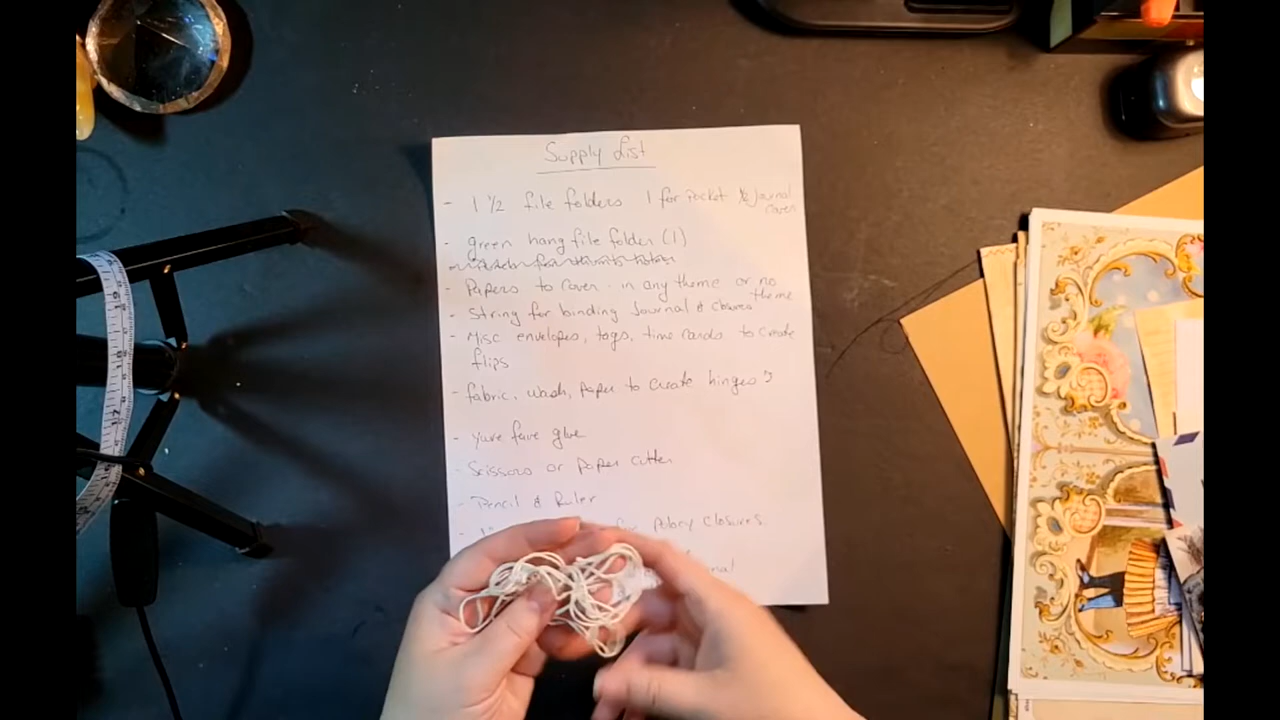 Supply List
- 1 1/2 file folders 1 for Pocket & Journal
cover
- green hang file folder (1)
- Papers to cover - in any theme or no
theme
- String for binding Journal & closures
- Misc envelopes, tags, time cards to create
flips
- fabric, wash, paper to create hinges
- your fave glue
- Scissors or Paper cutter
- Pencil & Ruler
for Closures.